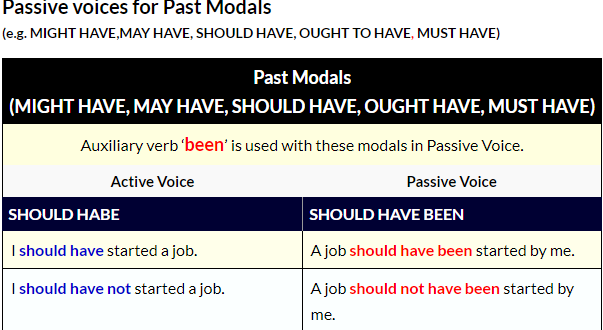 Passive voices for Past Modals
(e.g. MIGHT HAVE,MAY HAVE, SHOULD HAVE, OUGHT TO HAVE, MUST HAVE)
Past Modals
(MIGHT HAVE, MAY HAVE, SHOULD HAVE, OUGHT HAVE, MUST HAVE)
Auxiliary verb ‘been’ is used with these modals in Passive Voice.
Active Voice
Passive Voice
SHOULD HABE
SHOULD HAVE BEEN
I should have started a job.
A job should have been started by me.
I should have not started a job.
A job should not have been started by
me.